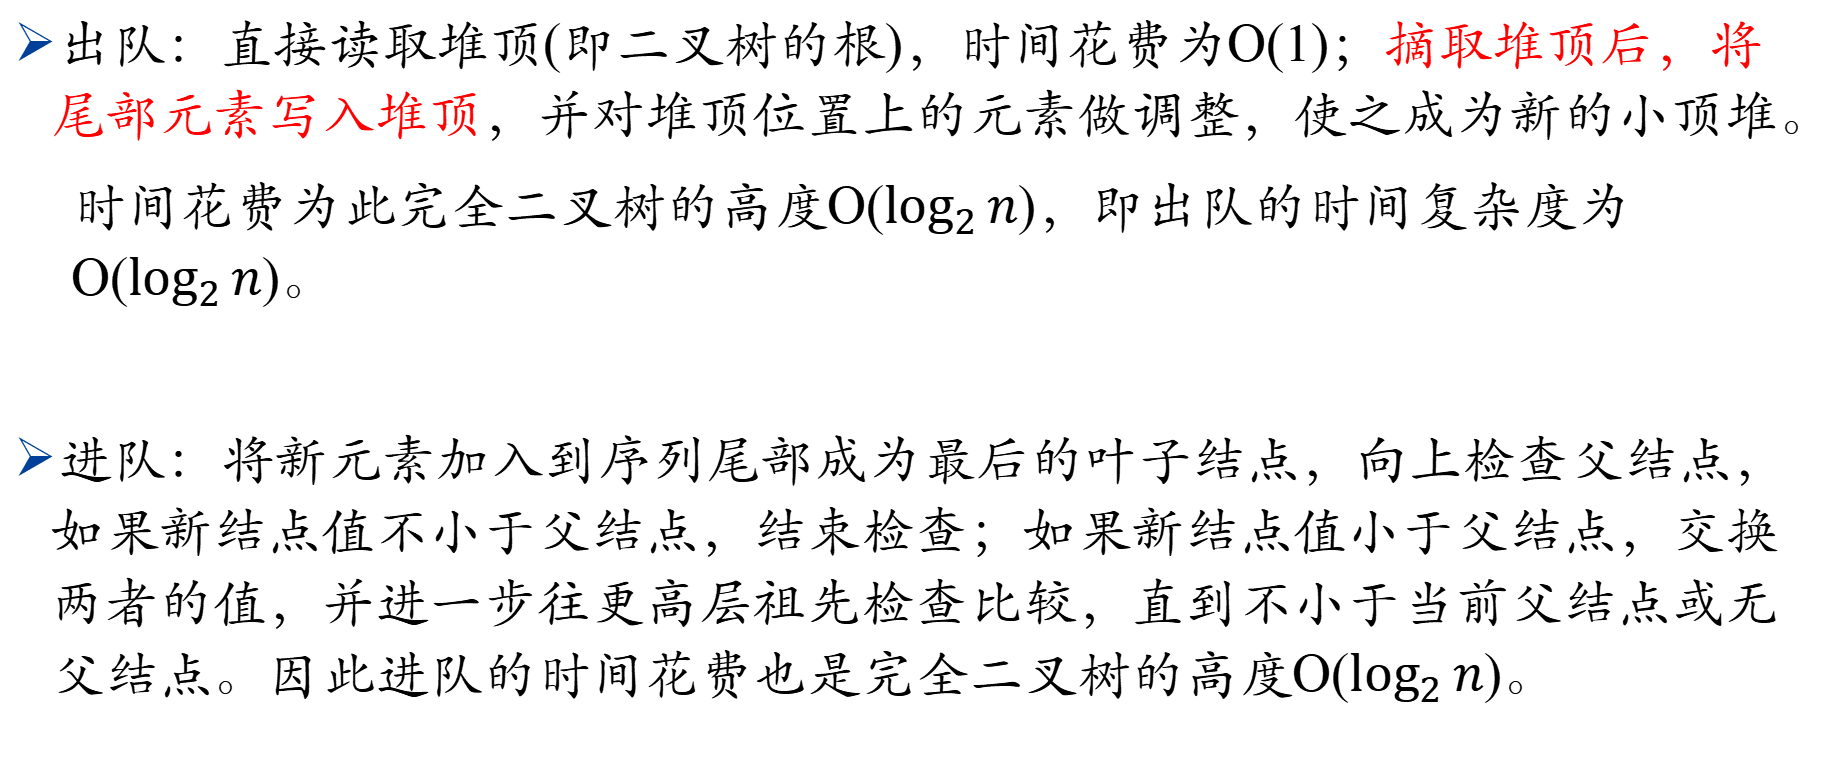 ➢出队：直接读取堆顶(即二叉树的根)，时间花费为O(1)；摘取堆顶后，将
尾部元素写入堆顶，并对堆顶位置上的元素做调整，使之成为新的小顶堆。
时间花费为此完全二叉树的高度O(log₂ n)，即出队的时间复杂度为
O(log₂ n)。
➢进队：将新元素加入到序列尾部成为最后的叶子结点，向上检查父结点，
如果新结点值不小于父结点，结束检查；如果新结点值小于父结点，交换
两者的值，并进一步往更高层祖先检查比较，直到不小于当前父结点或无
父结点。因此进队的时间花费也是完全二叉树的高度O(log₂ n)。